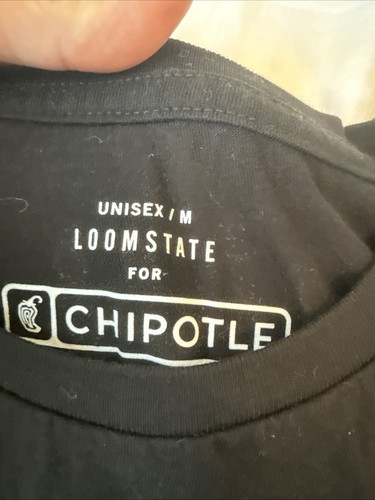 UNISEX / M
LOOMSTATE
FOR
CHIPOTLE